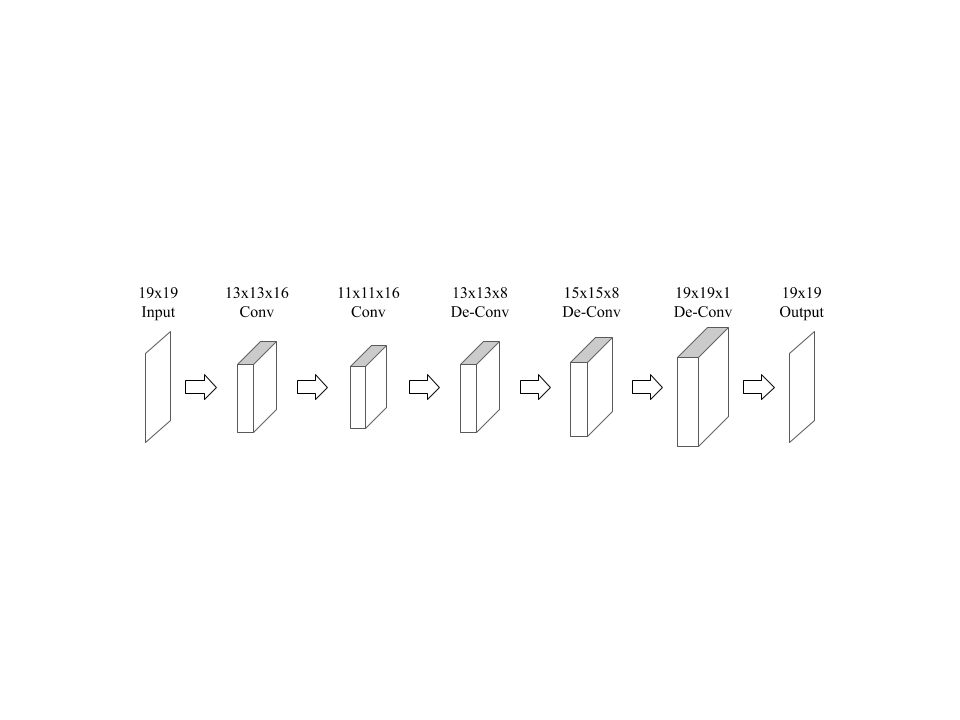 19x19
Input
13x13x16
Conv
11x11x16
Conv
13x13x8
De-Conv
15x15x8
De-Conv
19x19x1
De-Conv
19x19
Output